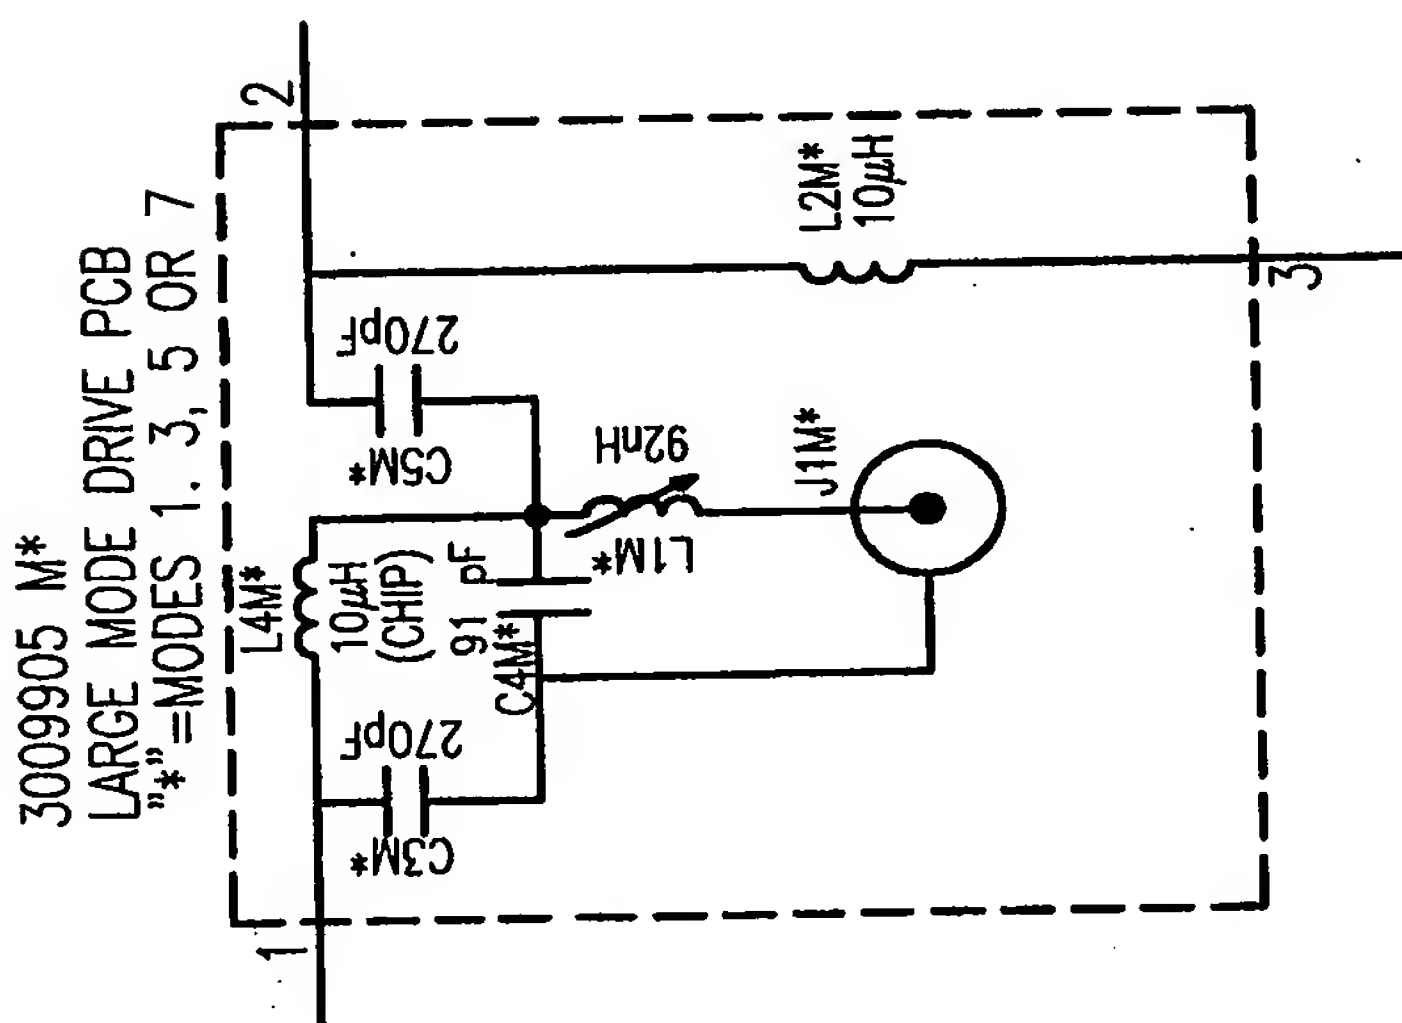 3009905 M*
LARGE MODE DRIVE PCB
"*"=MODES 1. 3, 5 OR 7
2
L2M*
10µH
3
270pF
C5M*
92nH
L1M*
J1M*
L4M*
10µH
(CHIP)
91 pF
C4M*
270pF
C3M*
1